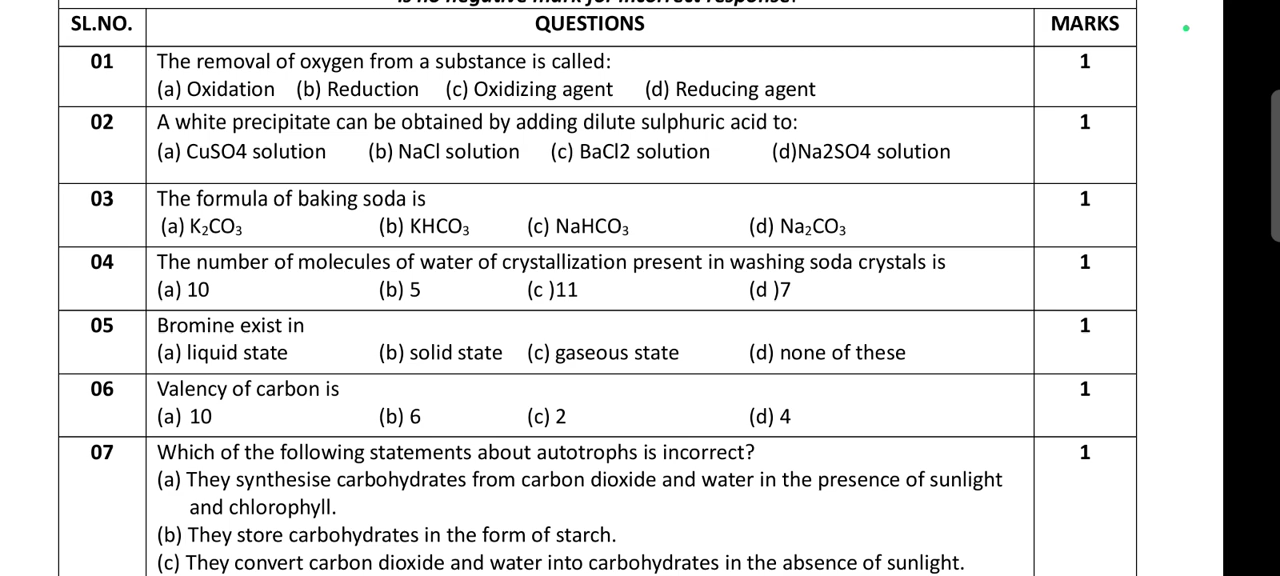 is no negative mark for incorrect response.
SL.NO. QUESTIONS MARKS
01 The removal of oxygen from a substance is called: 1
(a) Oxidation (b) Reduction (c) Oxidizing agent (d) Reducing agent
02 A white precipitate can be obtained by adding dilute sulphuric acid to: 1
(a) CuSO4 solution (b) NaCl solution (c) BaCl2 solution (d)Na2SO4 solution
03 The formula of baking soda is 1
(a) K₂CO₃ (b) KHCO₃ (c) NaHCO₃ (d) Na₂CO₃
04 The number of molecules of water of crystallization present in washing soda crystals is 1
(a) 10 (b) 5 (c )11 (d )7
05 Bromine exist in 1
(a) liquid state (b) solid state (c) gaseous state (d) none of these
06 Valency of carbon is 1
(a) 10 (b) 6 (c) 2 (d) 4
07 Which of the following statements about autotrophs is incorrect? 1
(a) They synthesise carbohydrates from carbon dioxide and water in the presence of sunlight
and chlorophyll.
(b) They store carbohydrates in the form of starch.
(c) They convert carbon dioxide and water into carbohydrates in the absence of sunlight.